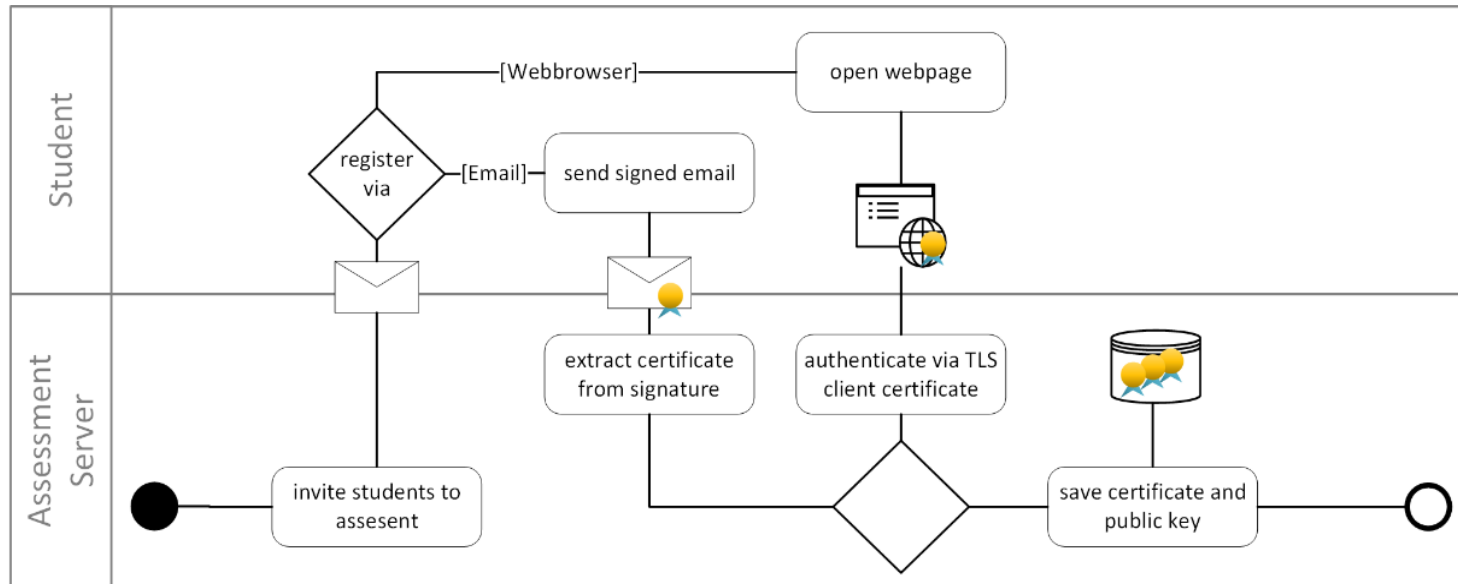 Student
[Webbrowser]
open webpage
register
via
[Email]
send signed email
Assessment
Server
extract certificate
from signature
authenticate via TLS
client certificate
invite students to
assesent
save certificate and
public key